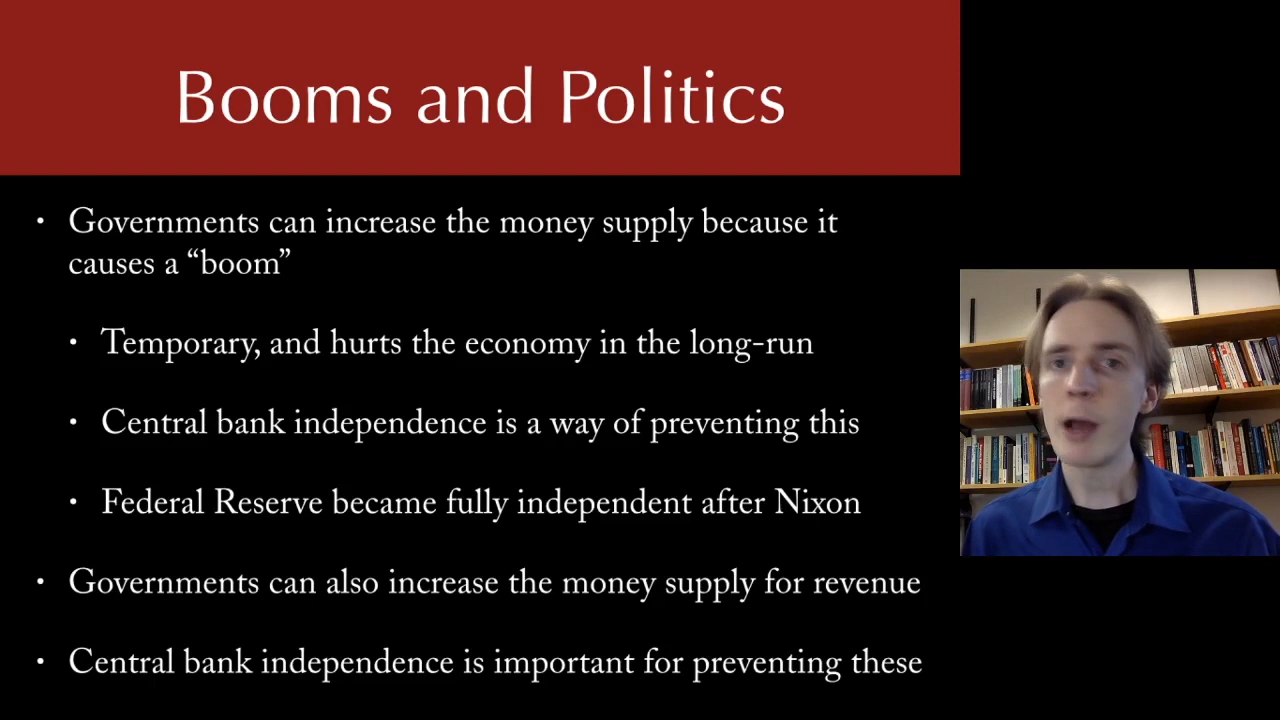 Booms and Politics
• Governments can increase the money supply because it
causes a “boom”
• Temporary, and hurts the economy in the long-run
• Central bank independence is a way of preventing this
• Federal Reserve became fully independent after Nixon
• Governments can also increase the money supply for revenue
• Central bank independence is important for preventing these